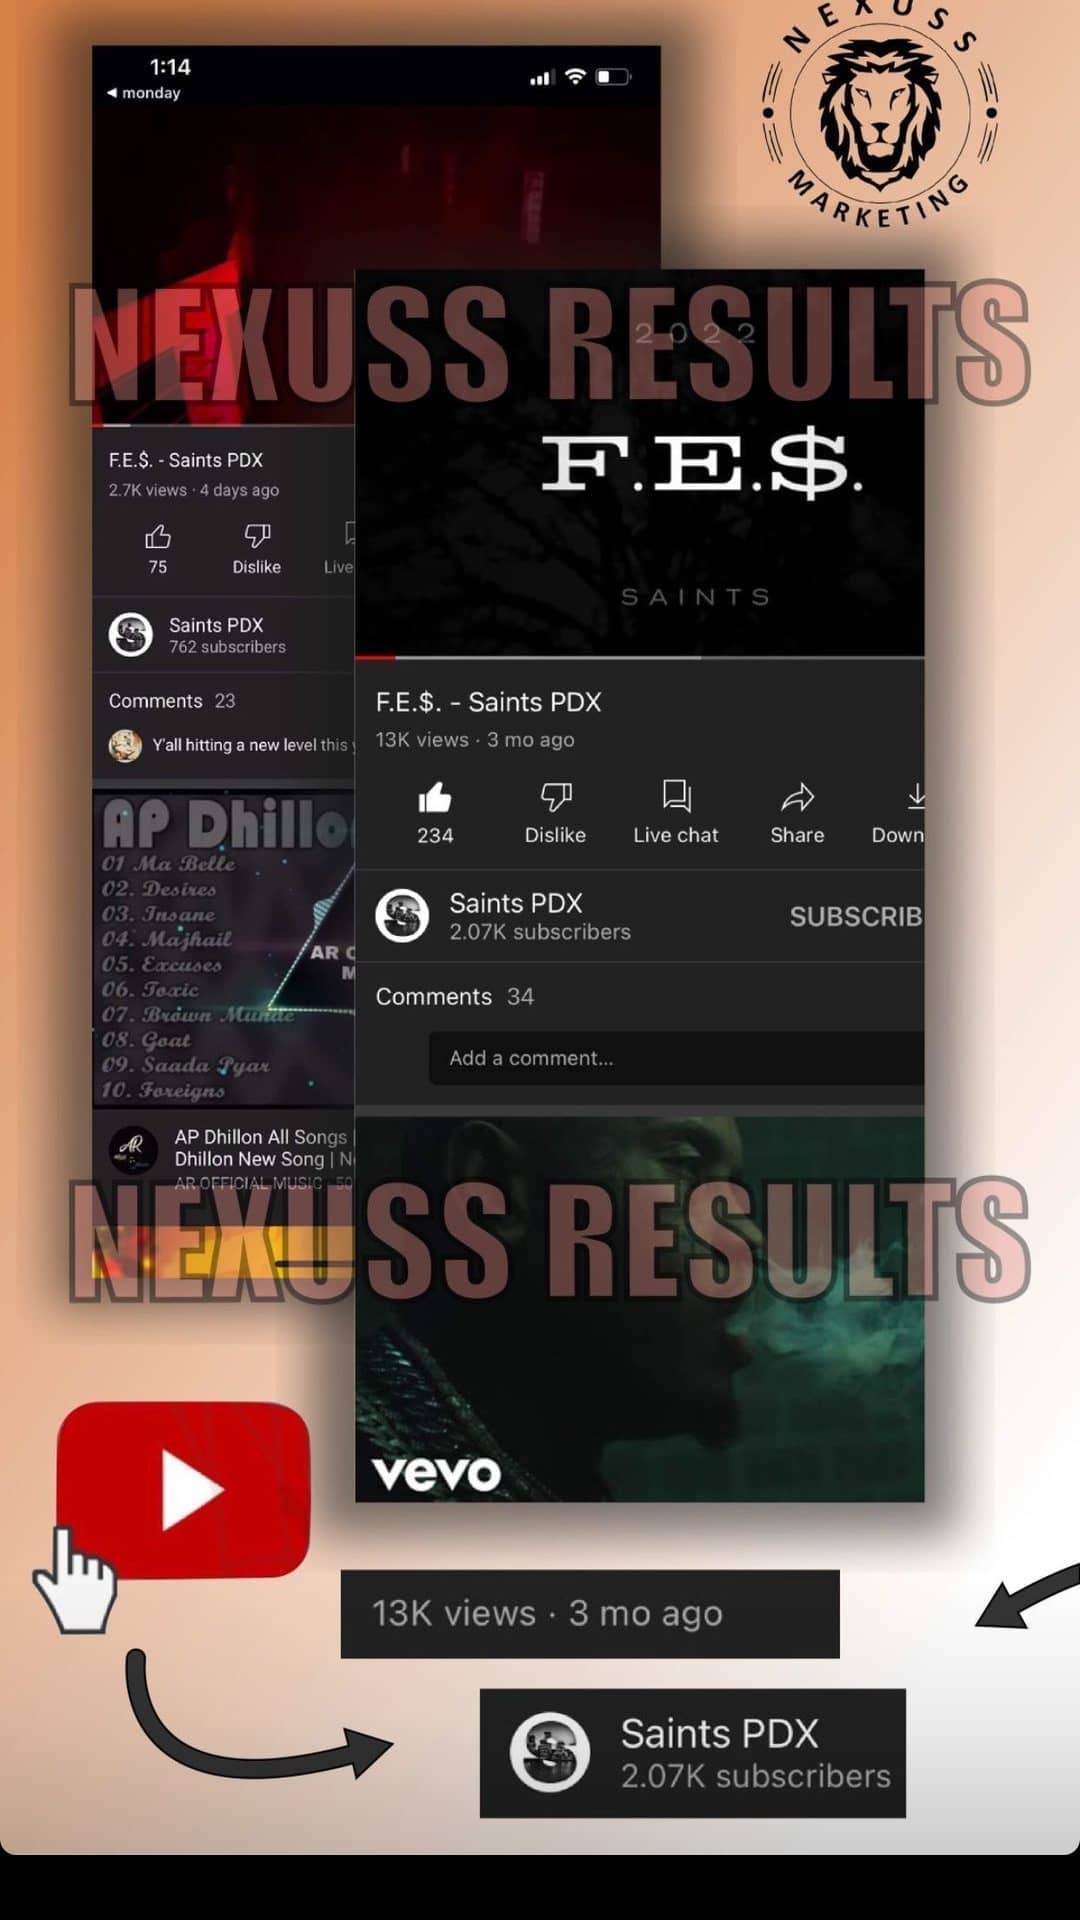 NEXUSS
MARKETING
1:14
◀ monday
NEXUSS RESULTS
F.E.$. - Saints PDX
2.7K views · 4 days ago
75
Dislike
Live
Saints PDX
762 subscribers
Comments 23
Y'all hitting a new level this
AP Dhillo
01 Ma Belle
02. Desires
03. Insane
04. Majhail
05. Excuses
06. Toxic
07. Brown Munde
08. Goat
09. Saada Pyar
10. Foreigns
AR
M
AR
AP Dhillon All Songs |
Dhillon New Song | N
AR OFFICIAL MUSIC · 50
2022
F.E.$.
SAINTS
F.E.$. - Saints PDX
13K views · 3 mo ago
234
Dislike
Live chat
Share
Down
Saints PDX
2.07K subscribers
SUBSCRIB
Comments 34
Add a comment...
NEXUSS RESULTS
vevo
13K views · 3 mo ago
Saints PDX
2.07K subscribers